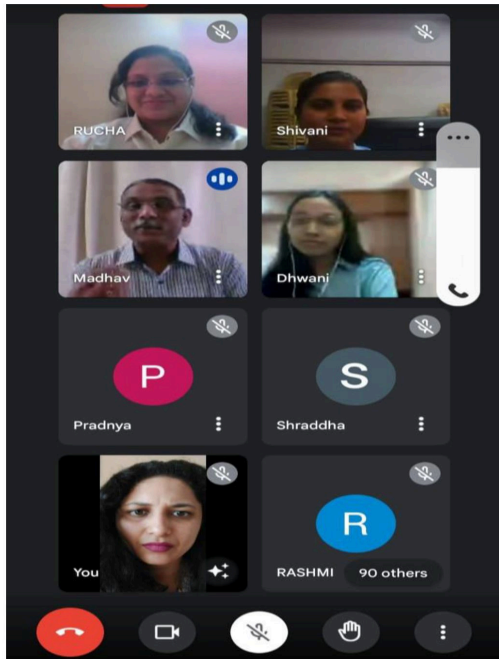 RUCHA
Shivani
Madhav
Dhwani
P
S
Pradnya
Shraddha
R
You
RASHMI
90 others